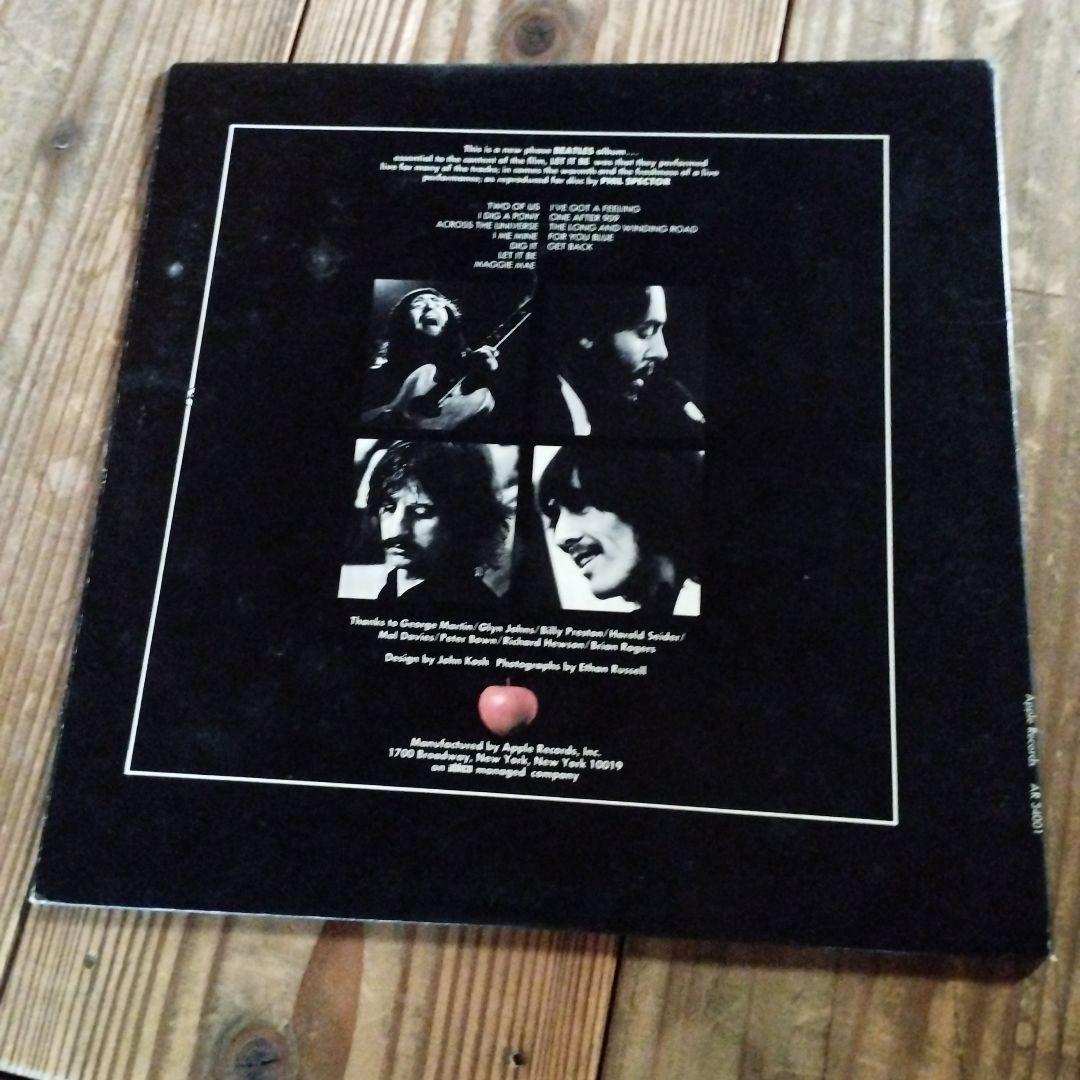 This is a new phase BEATLES album....
essential to the content of the film, LET IT BE was that they performed
live for many of the tracks; in comes the warmth and the freshness of a live
performance; as reproduced for disc by PHIL SPECTOR
TWO OF US
I DIG A PONY
ACROSS THE UNIVERSE
I ME MINE
DIG IT
LET IT BE
MAGGIE MAE
I'VE GOT A FEELING
ONE AFTER 909
THE LONG AND WINDING ROAD
FOR YOU BLUE
GET BACK
Thanks to George Martin/Glyn Johns/Billy Preston/Harold Seider/
Mal Davies/Peter Bown/Richard Hewson/Brian Rogers
Design by John Kosh Photographs by Ethan Russell
Manufactured by Apple Records, Inc.
1700 Broadway, New York, New York 10019
an abkco managed company
Apple Records AR 34001